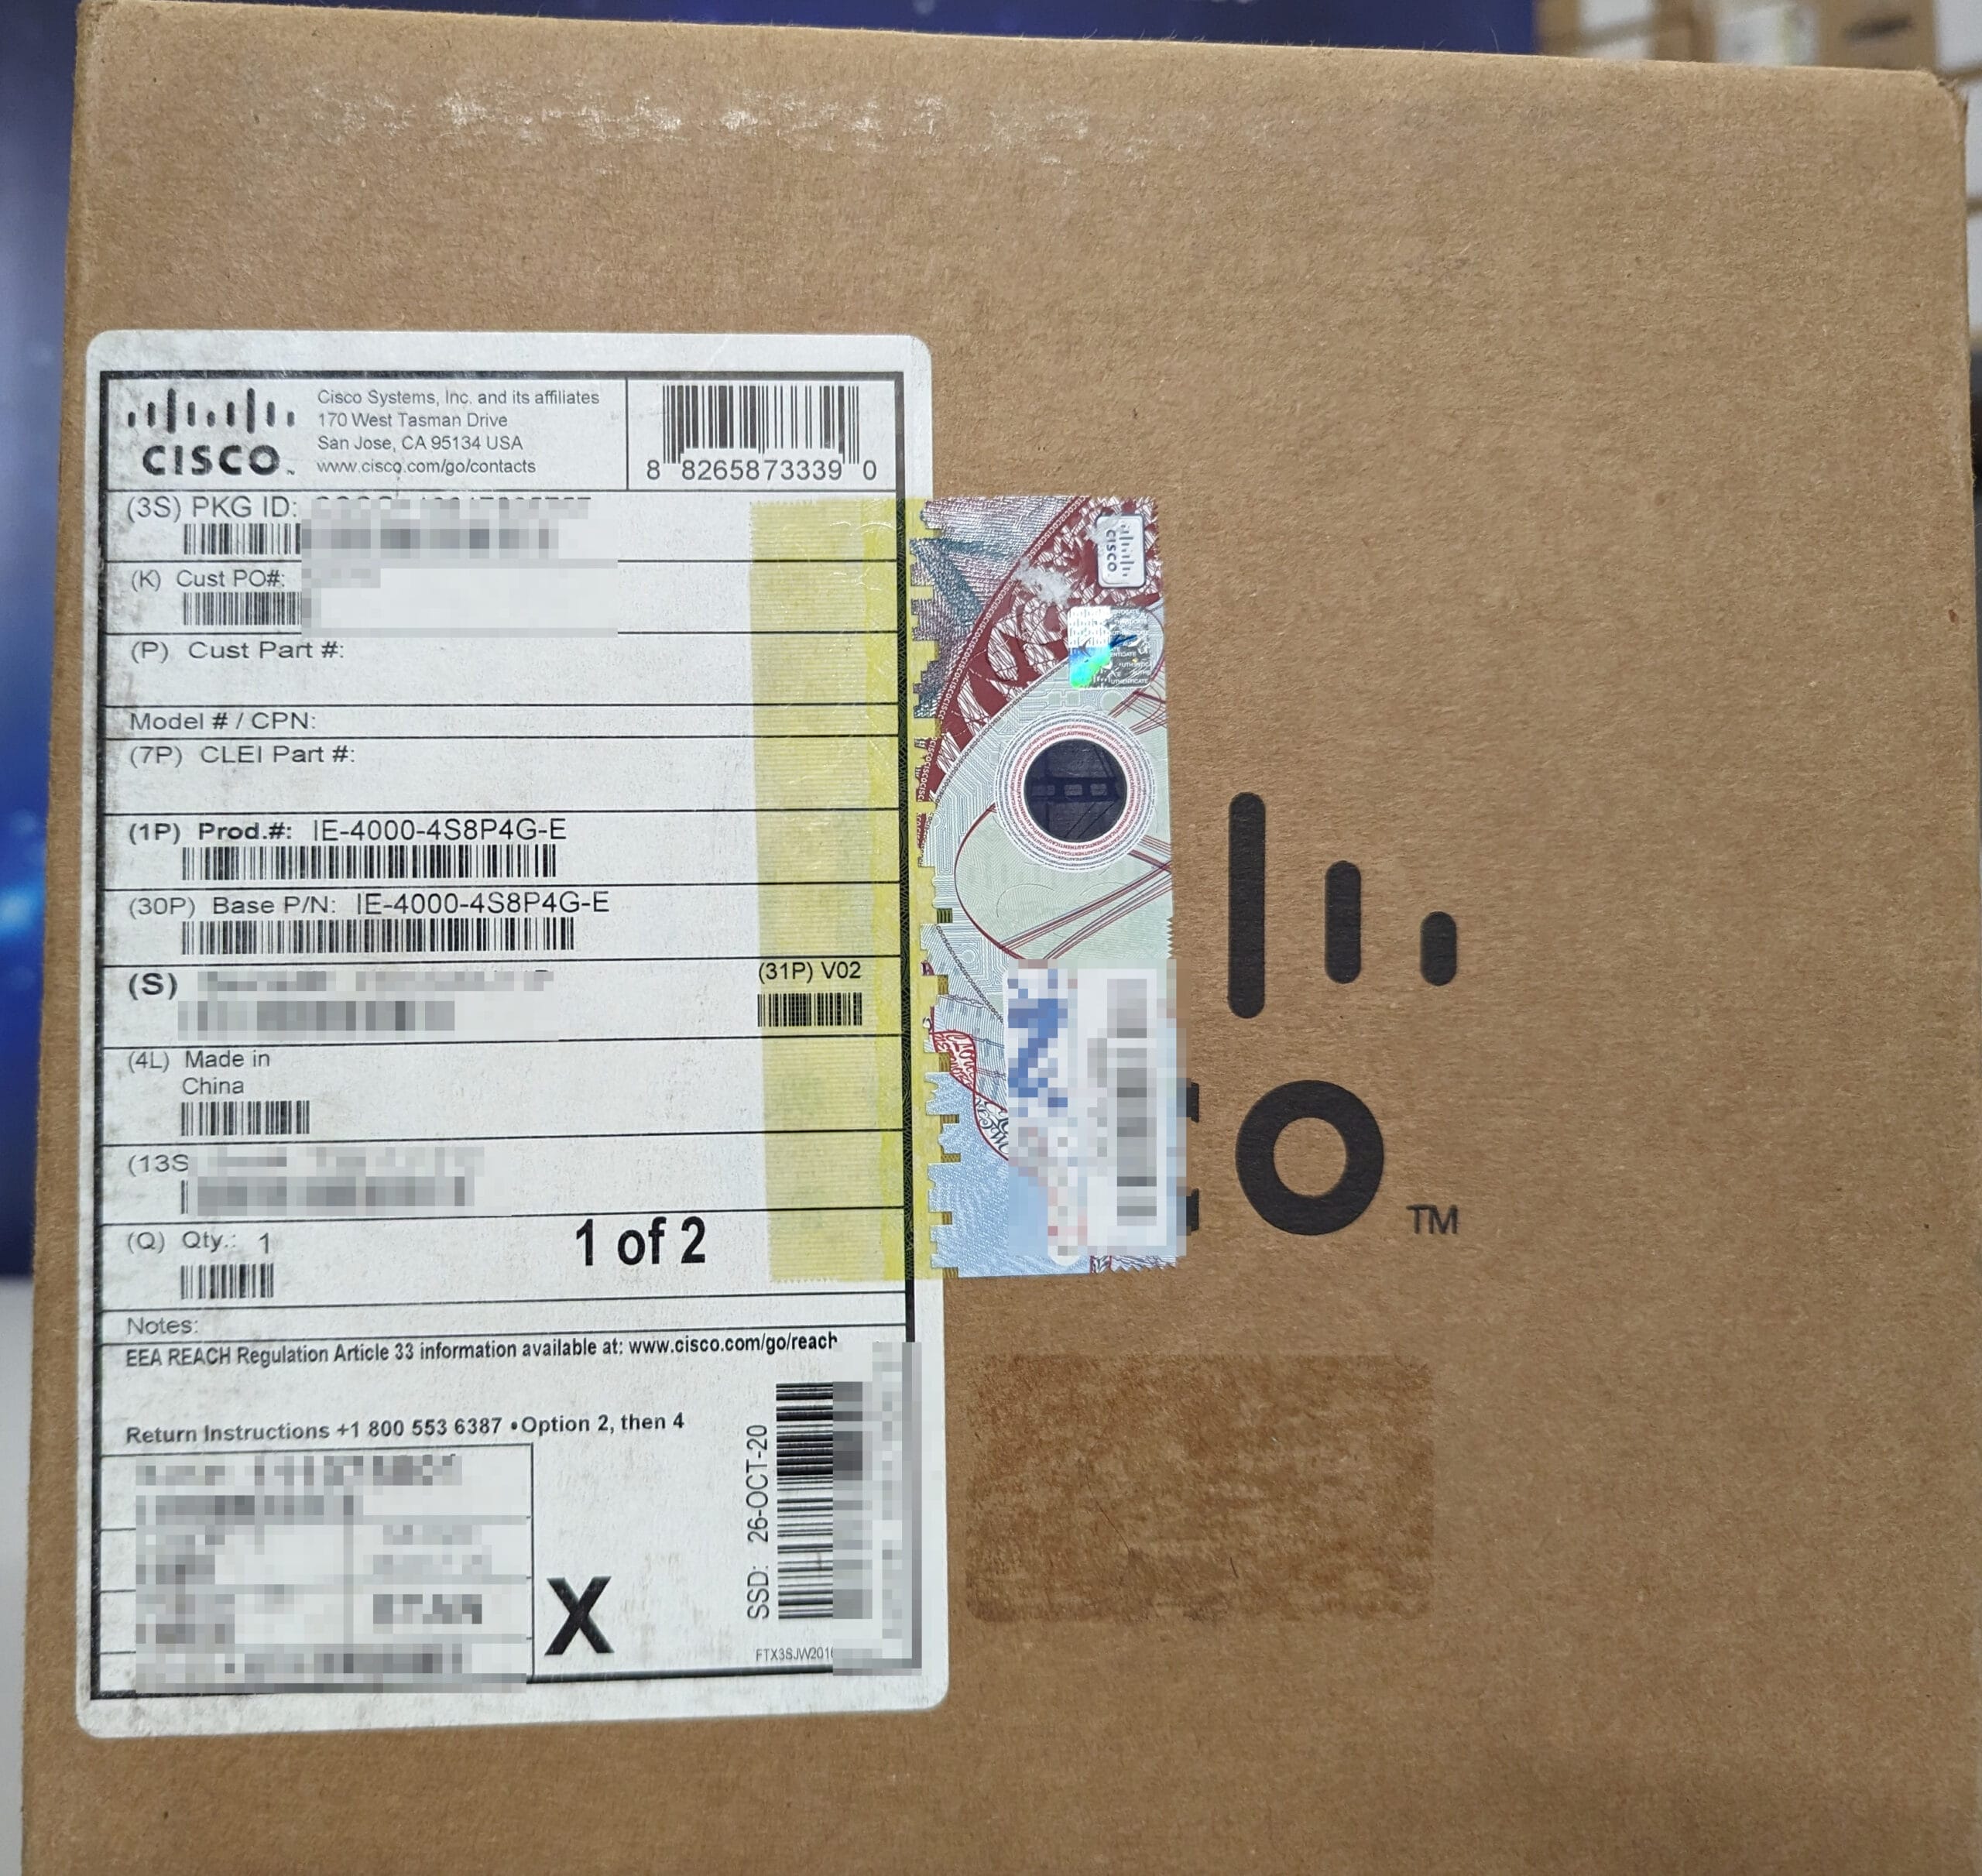 CISCO™
Cisco Systems, Inc. and its affiliates
170 West Tasman Drive
San Jose, CA 95134 USA
www.cisco.com/go/contacts
8 8265873339 0
(3S) PKG ID:
(K) Cust PO#:
(P) Cust Part #:
Model # / CPN:
(7P) CLEI Part #:
(1P) Prod.#: IE-4000-4S8P4G-E
(30P) Base P/N: IE-4000-4S8P4G-E
(S)
(31P) V02
(4L) Made in
China
(13S
(Q) Qty.: 1
1 of 2
Notes:
EEA REACH Regulation Article 33 information available at: www.cisco.com/go/reach
Return Instructions +1 800 553 6387 •Option 2, then 4
X
SSD: 26-OCT-20
CISCO
O™